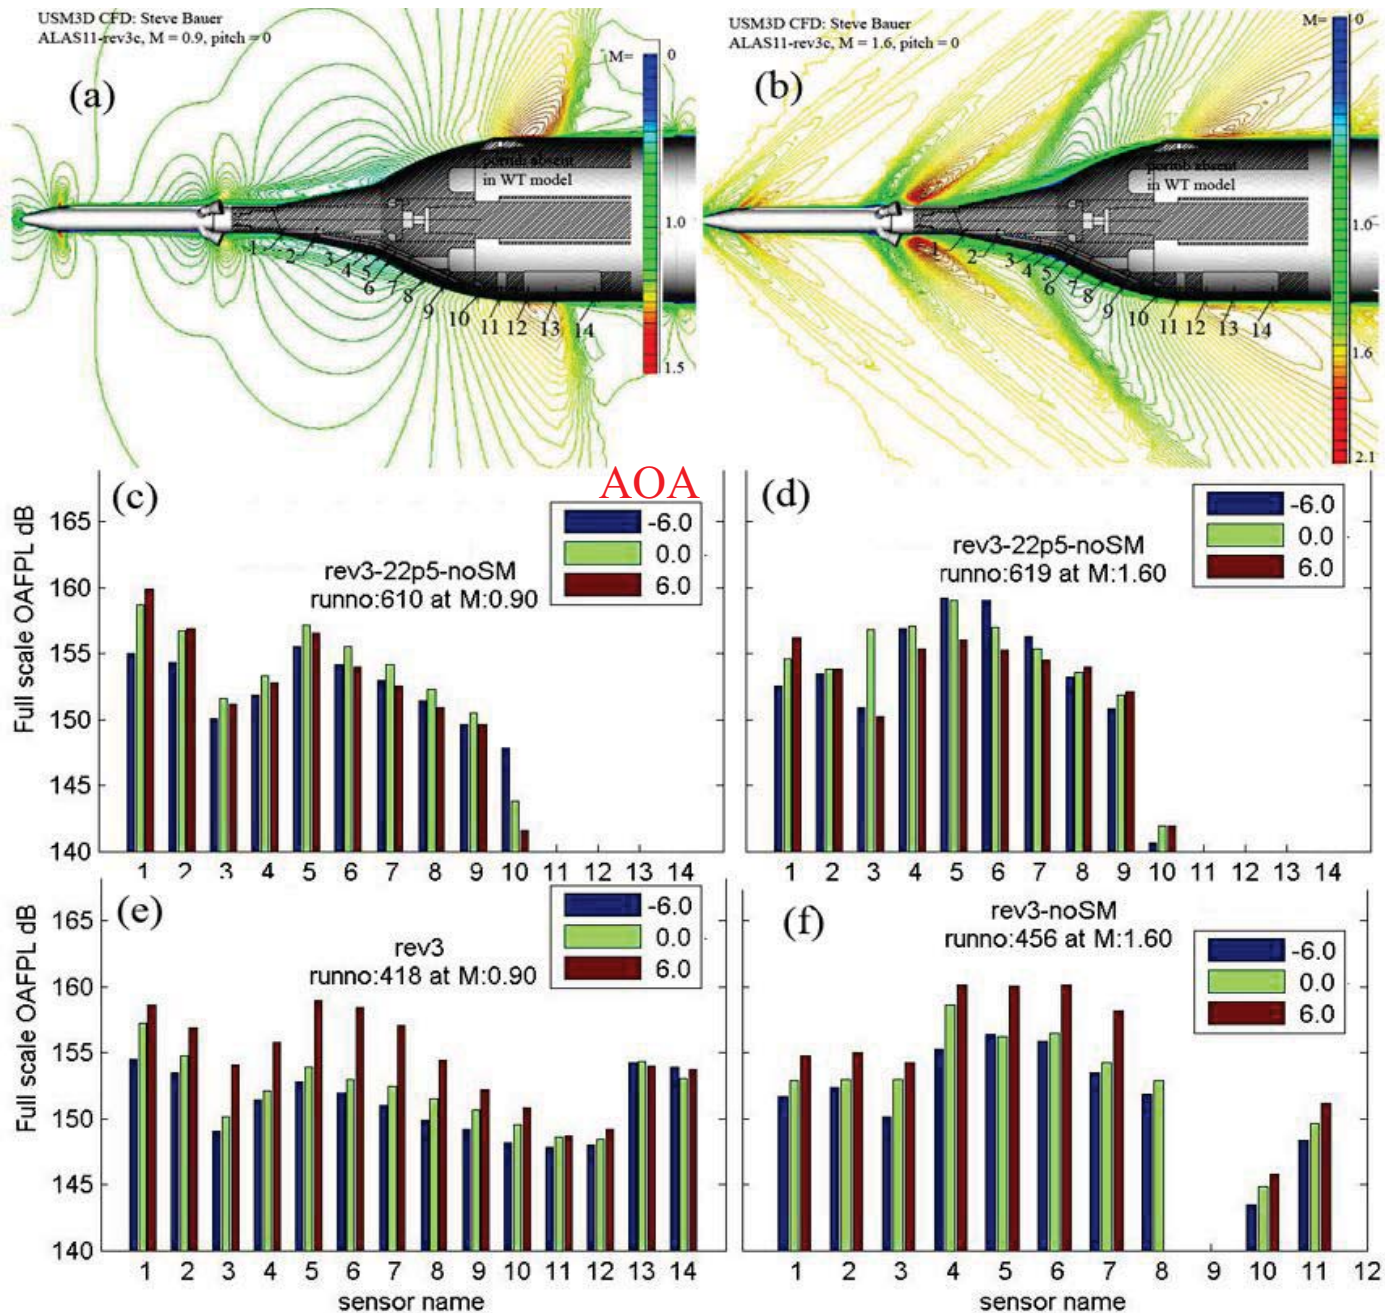 USM3D CFD: Steve Bauer
ALAS11-rev3c, M = 0.9, pitch = 0
(a)
M=
0
1.0
1.5
pornh absent
in WT model
1
2
3
4
5
6
7
8
9
10
11
12
13
14
USM3D CFD: Steve Bauer
ALAS11-rev3c, M = 1.6, pitch = 0
(b)
M=
0
1.0
1.6
2.1
pornh absent
in WT model
1
2
3
4
5
6
7
8
9
10
11
12
13
14
AOA
(c)
-6.0
0.0
6.0
rev3-22p5-noSM
runno:610 at M:0.90
Full scale OAFPL dB
165
160
155
150
145
140
1 2 3 4 5 6 7 8 9 10 11 12 13 14
(d)
-6.0
0.0
6.0
rev3-22p5-noSM
runno:619 at M:1.60
1 2 3 4 5 6 7 8 9 10 11 12 13 14
(e)
-6.0
0.0
6.0
rev3
runno:418 at M:0.90
Full scale OAFPL dB
165
160
155
150
145
140
1 2 3 4 5 6 7 8 9 10 11 12 13 14
sensor name
(f)
rev3-noSM
runno:456 at M:1.60
-6.0
0.0
6.0
1 2 3 4 5 6 7 8 9 10 11 12
sensor name